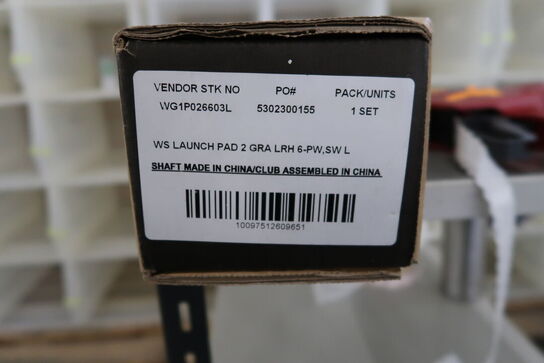 VENDOR STK NO PO# PACK/UNITS
WG1P026603L 5302300155 1 SET
WS LAUNCH PAD 2 GRA LRH 6-PW,SW L
SHAFT MADE IN CHINA/CLUB ASSEMBLED IN CHINA
10097512609651